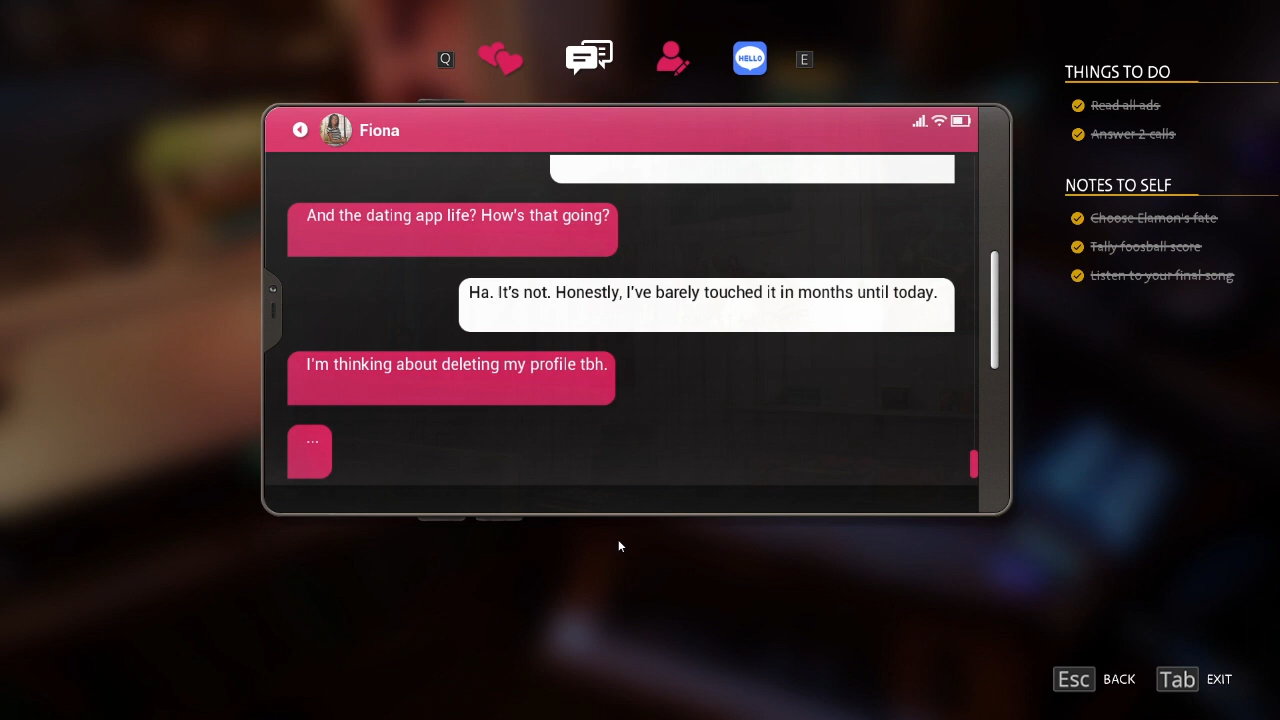 Q
HELLO
E
THINGS TO DO
Read all ads
Answer 2 calls
NOTES TO SELF
Choose Elamon's fate
Tally foosball score
Listen to your final song
Fiona
And the dating app life? How's that going?
Ha. It's not. Honestly, I've barely touched it in months until today.
I'm thinking about deleting my profile tbh.
...
Esc BACK Tab EXIT